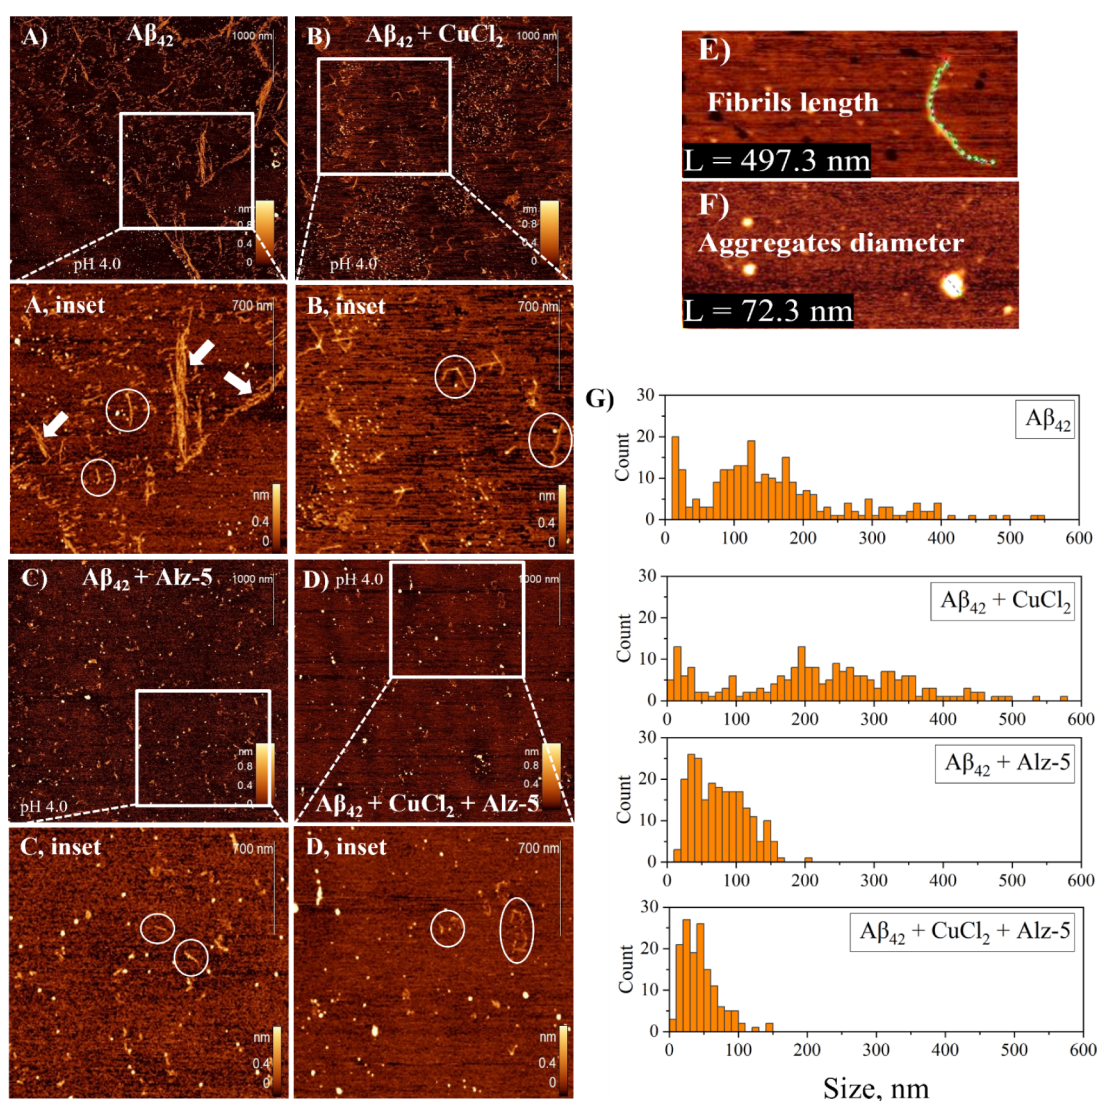 A)
Aβ₄₂
1000 nm
nm
0.8
0.4
0
pH 4.0
B)
Aβ₄₂ + CuCl₂
1000 nm
nm
0.8
0.4
0
pH 4.0
A, inset
700 nm
nm
0.4
0
B, inset
700 nm
nm
0.4
0
C)
Aβ₄₂ + Alz-5
1000 nm
nm
0.8
0.4
0
pH 4.0
D)
pH 4.0
1000 nm
nm
0.8
0.4
0
Aβ₄₂ + CuCl₂ + Alz-5
C, inset
700 nm
nm
0.4
0
D, inset
700 nm
nm
0.4
0
E)
Fibrils length
L = 497.3 nm
F)
Aggregates diameter
L = 72.3 nm
G)
Aβ₄₂
Count
30
20
10
0
0 100 200 300 400 500 600
Aβ₄₂ + CuCl₂
Count
30
20
10
0
0 100 200 300 400 500 600
Aβ₄₂ + Alz-5
Count
30
20
10
0
0 100 200 300 400 500 600
Aβ₄₂ + CuCl₂ + Alz-5
Count
30
20
10
0
0 100 200 300 400 500 600
Size, nm